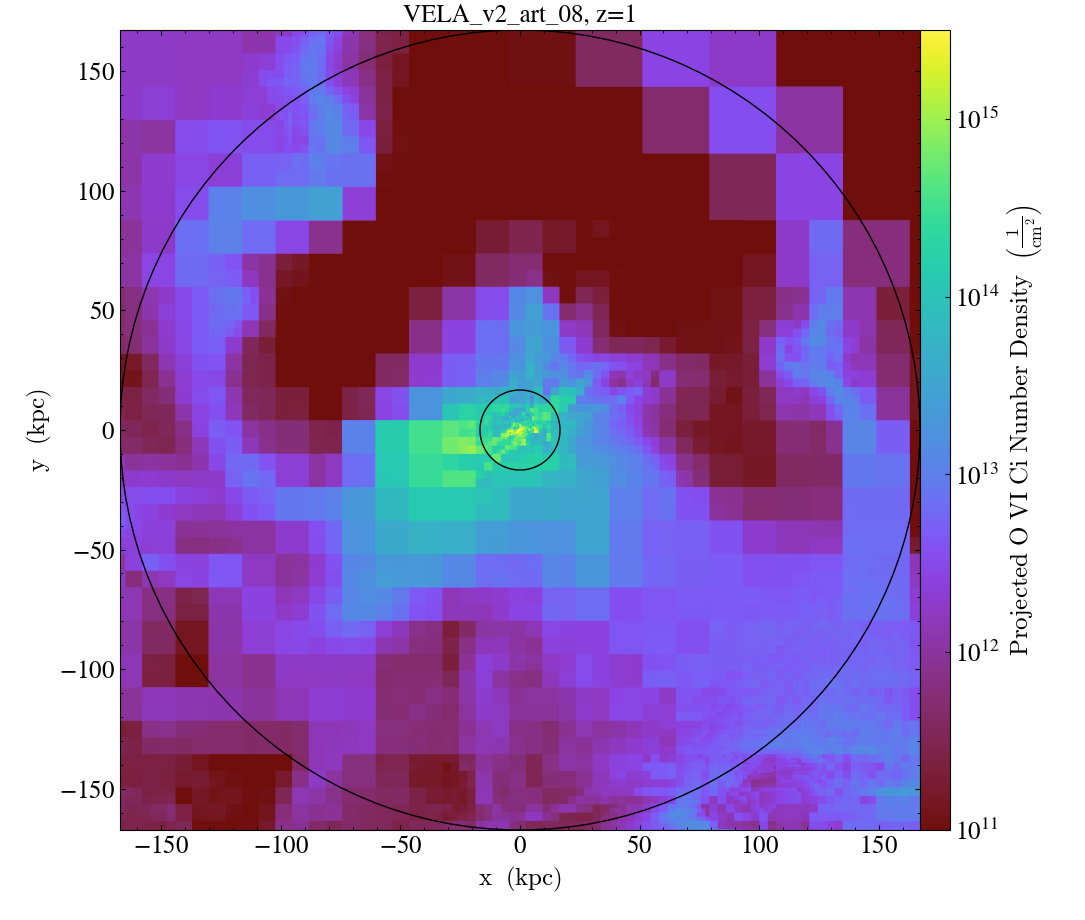 VELA_v2_art_08, z=1
150
100
50
0
−50
−100
−150
y (kpc)
−150 −100 −50 0 50 100 150
x (kpc)
10^15
10^14
10^13
10^12
10^11
Projected O VI Ci Number Density (1/cm^2)